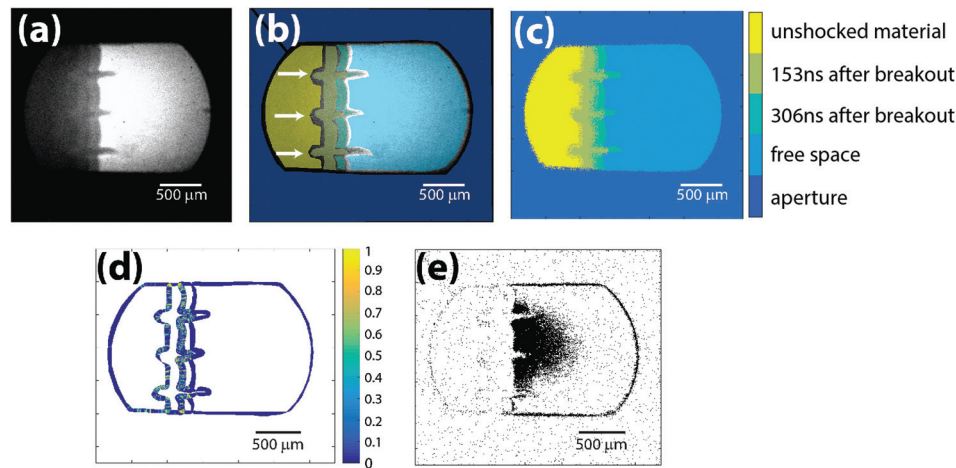 (a)
500 μm
(b)
500 μm
(c)
500 μm
unshocked material
153ns after breakout
306ns after breakout
free space
aperture
(d)
500 μm
1
0.9
0.8
0.7
0.6
0.5
0.4
0.3
0.2
0.1
0
(e)
500 μm